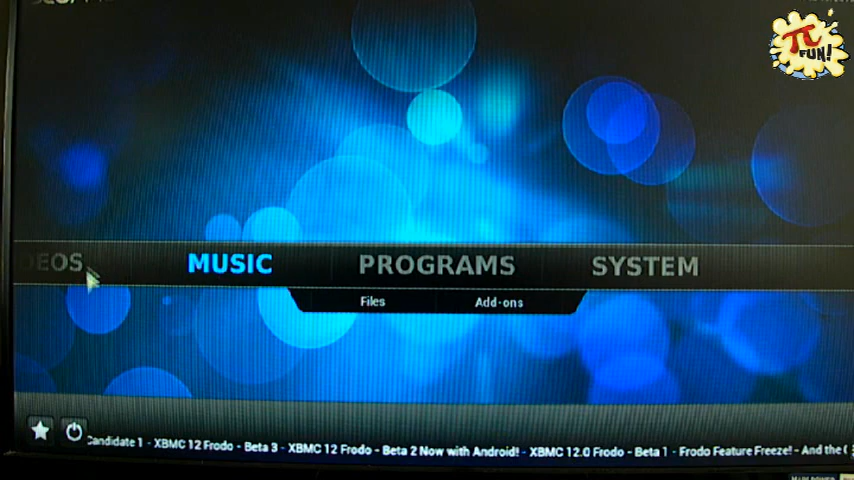 π
FUN!
DEOS
MUSIC
PROGRAMS
SYSTEM
Files
Add-ons
Candidate 1 - XBMC 12 Frodo - Beta 3 - XBMC 12 Frodo - Beta 2 Now with Android! - XBMC 12.0 Frodo - Beta 1 - Frodo Feature Freeze! - And the